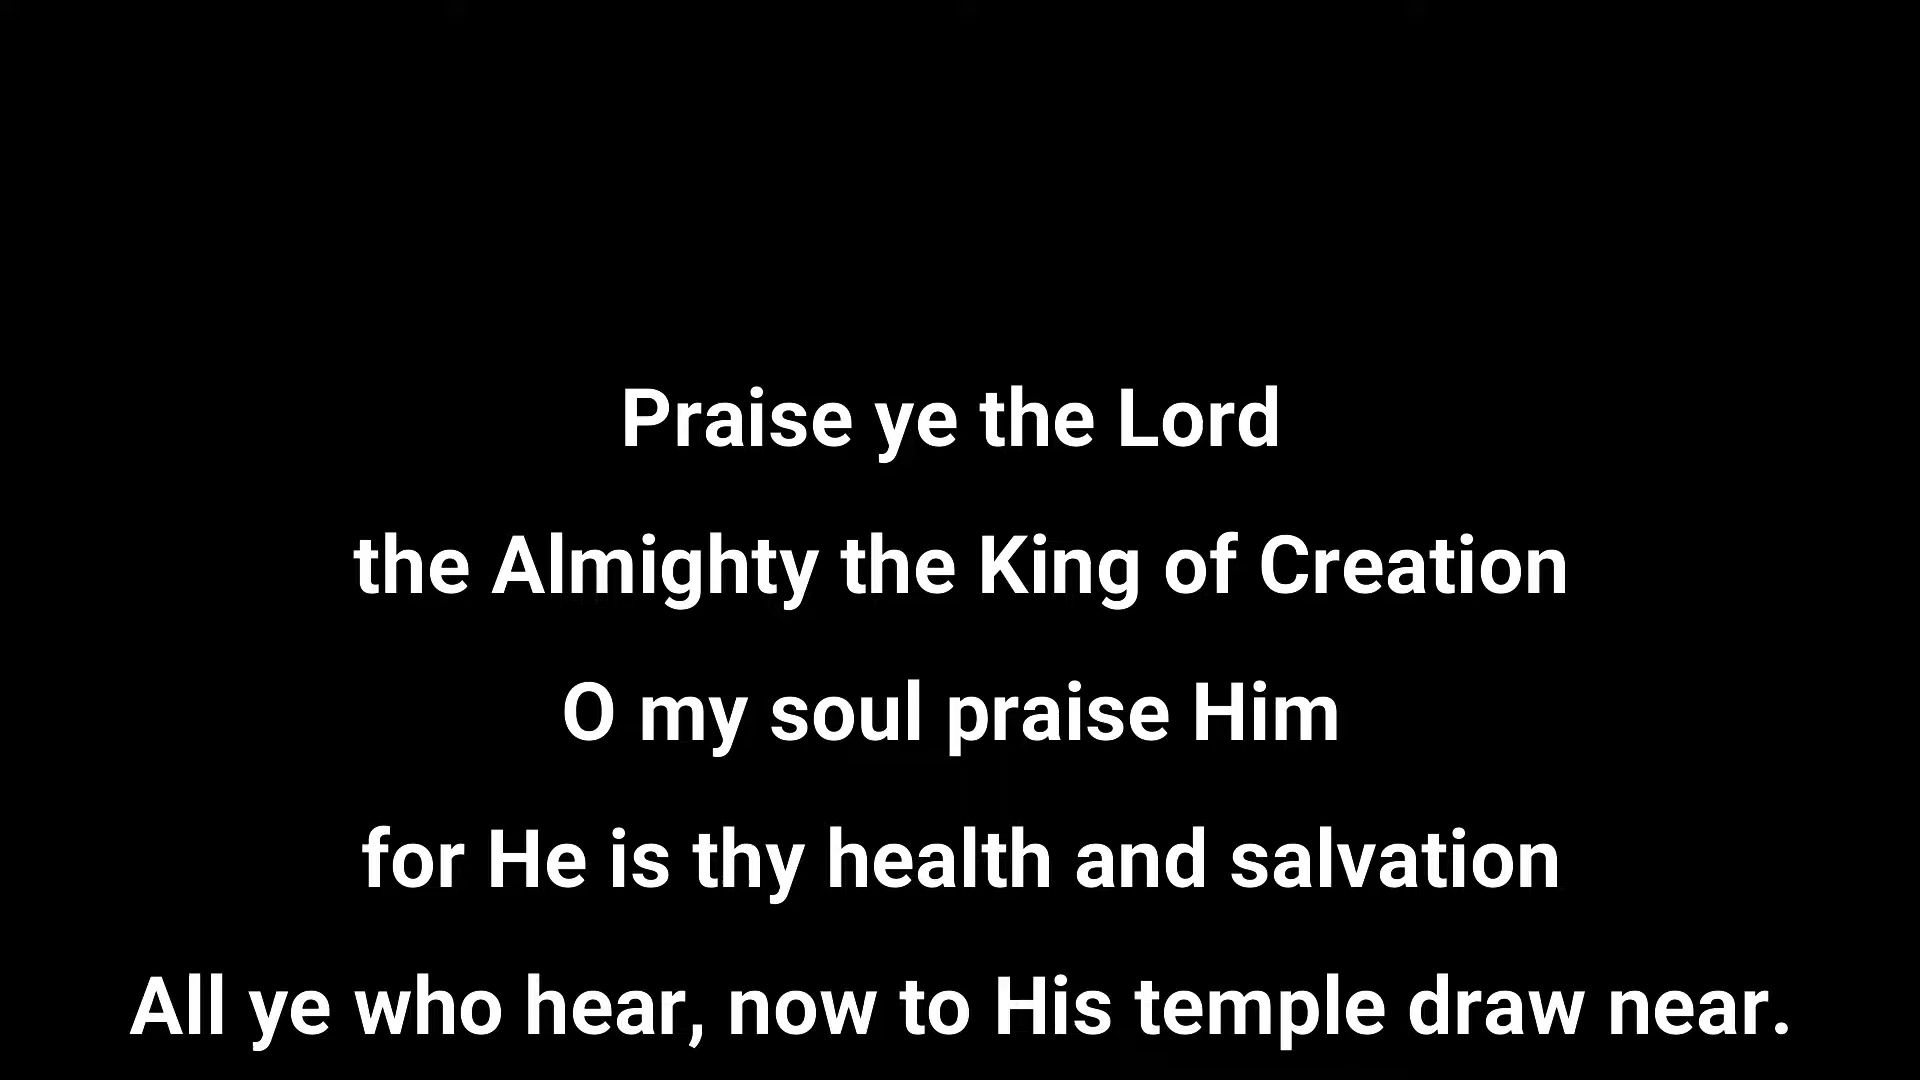 Praise ye the Lord
the Almighty the King of Creation
O my soul praise Him
for He is thy health and salvation
All ye who hear, now to His temple draw near.